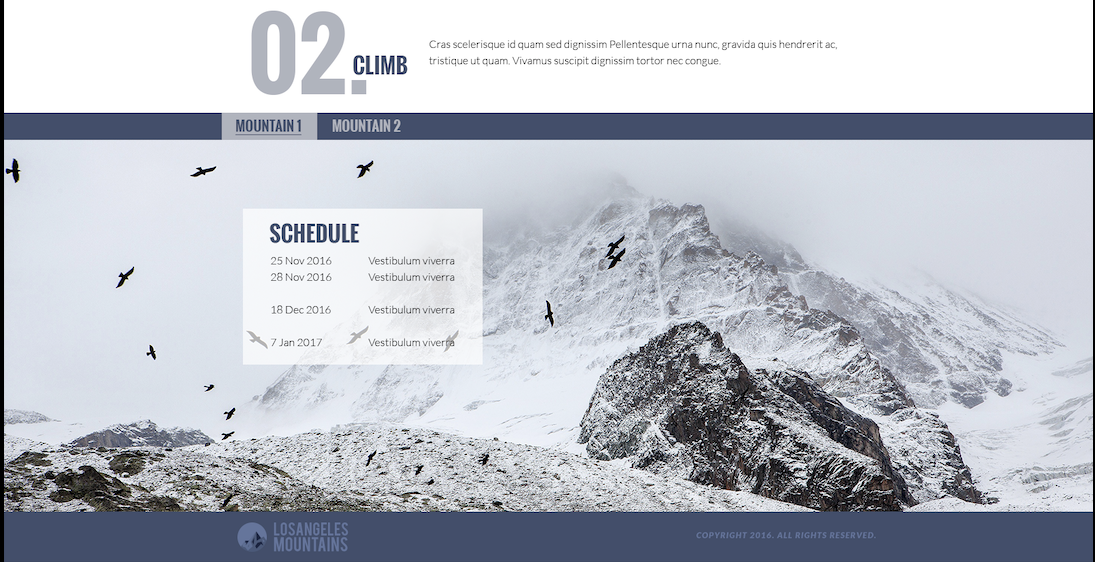 02.
CLIMB
Cras scelerisque id quam sed dignissim Pellentesque urna nunc, gravida quis hendrerit ac,
tristique ut quam. Vivamus suscipit dignissim tortor nec congue.
MOUNTAIN 1
MOUNTAIN 2
SCHEDULE
25 Nov 2016 Vestibulum viverra
28 Nov 2016 Vestibulum viverra
18 Dec 2016 Vestibulum viverra
7 Jan 2017 Vestibulum viverra
LOSANGELES
MOUNTAINS
COPYRIGHT 2016. ALL RIGHTS RESERVED.